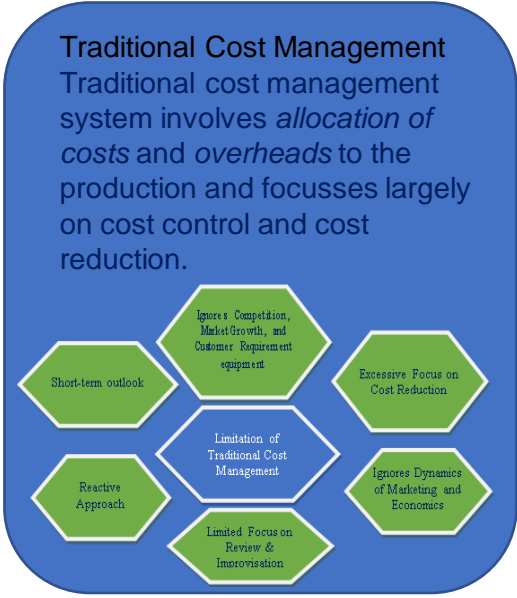 Traditional Cost Management
Traditional cost management
system involves allocation of
costs and overheads to the
production and focusses largely
on cost control and cost
reduction.
Ignores Competition,
Market Growth, and
Customer Requirement
equipment
Short-term outlook
Excessive Focus on
Cost Reduction
Limitation of
Traditional Cost
Management
Reactive
Approach
Ignores Dynamics
of Marketing and
Economics
Limited Focus on
Review &
Improvisation